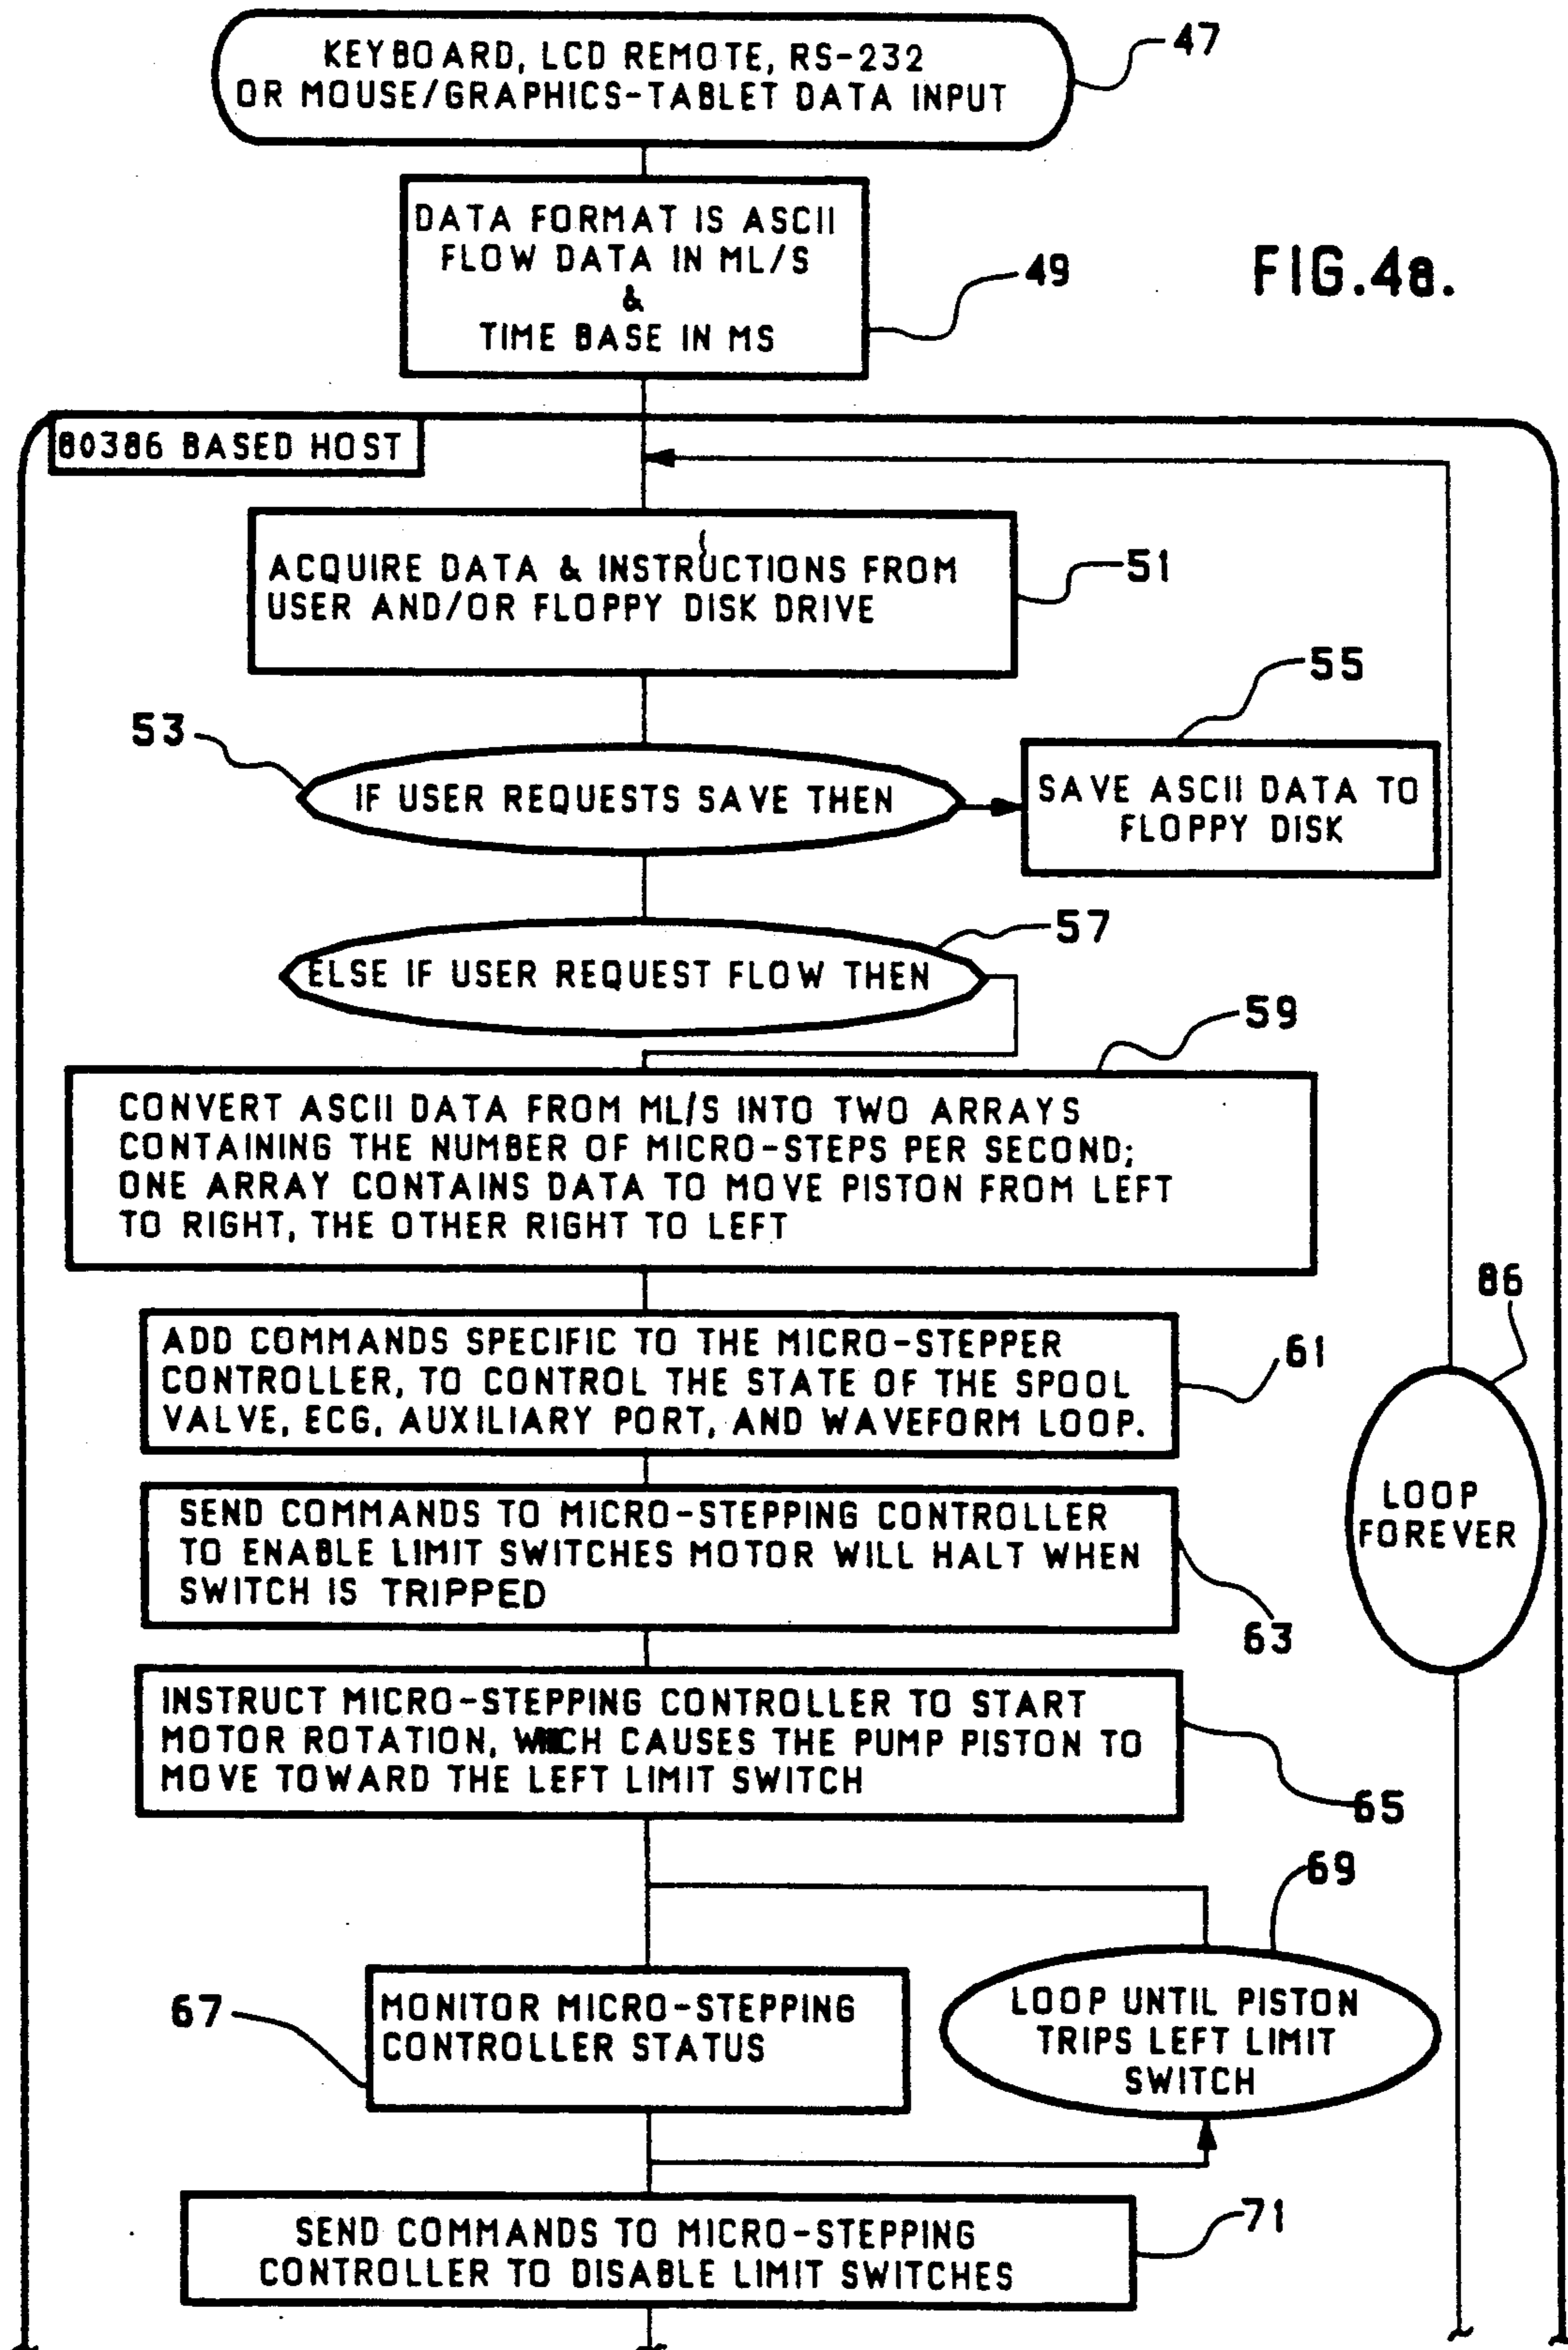 KEYBOARD, LCD REMOTE, RS-232
OR MOUSE/GRAPHICS-TABLET DATA INPUT
47
DATA FORMAT IS ASCII
FLOW DATA IN ML/S
&
TIME BASE IN MS
49
FIG.4a.
80386 BASED HOST
ACQUIRE DATA & INSTRUCTIONS FROM
USER AND/OR FLOPPY DISK DRIVE
51
53
IF USER REQUESTS SAVE THEN
55
SAVE ASCII DATA TO
FLOPPY DISK
57
ELSE IF USER REQUEST FLOW THEN
59
CONVERT ASCII DATA FROM ML/S INTO TWO ARRAYS
CONTAINING THE NUMBER OF MICRO-STEPS PER SECOND;
ONE ARRAY CONTAINS DATA TO MOVE PISTON FROM LEFT
TO RIGHT, THE OTHER RIGHT TO LEFT
86
LOOP
FOREVER
ADD COMMANDS SPECIFIC TO THE MICRO-STEPPER
CONTROLLER, TO CONTROL THE STATE OF THE SPOOL
VALVE, ECG, AUXILIARY PORT, AND WAVEFORM LOOP.
61
SEND COMMANDS TO MICRO-STEPPING CONTROLLER
TO ENABLE LIMIT SWITCHES MOTOR WILL HALT WHEN
SWITCH IS TRIPPED
63
INSTRUCT MICRO-STEPPING CONTROLLER TO START
MOTOR ROTATION, WHICH CAUSES THE PUMP PISTON TO
MOVE TOWARD THE LEFT LIMIT SWITCH
65
67
MONITOR MICRO-STEPPING
CONTROLLER STATUS
69
LOOP UNTIL PISTON
TRIPS LEFT LIMIT
SWITCH
SEND COMMANDS TO MICRO-STEPPING
CONTROLLER TO DISABLE LIMIT SWITCHES
71